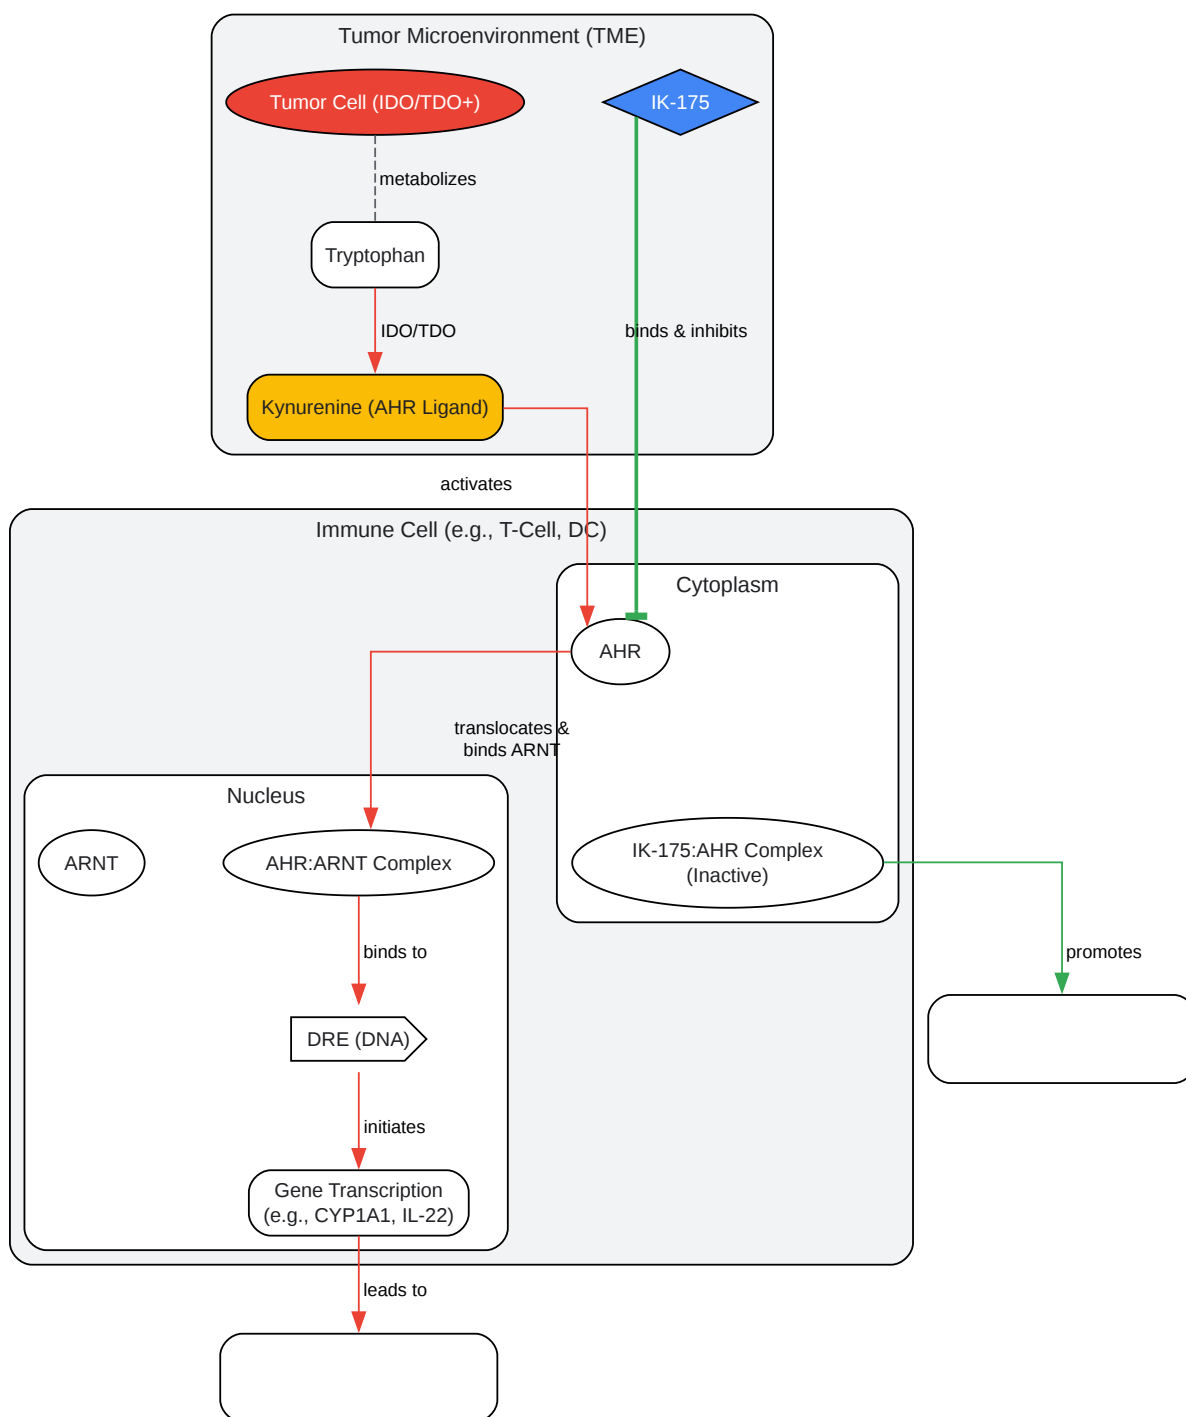 Tumor Microenvironment (TME)
Tumor Cell (IDO/TDO+)
IK-175
metabolizes
Tryptophan
IDO/TDO
binds & inhibits
Kynurenine (AHR Ligand)
activates
Immune Cell (e.g., T-Cell, DC)
Cytoplasm
AHR
translocates &
binds ARNT
Nucleus
ARNT
AHR:ARNT Complex
IK-175:AHR Complex
(Inactive)
binds to
promotes
DRE (DNA)
initiates
Gene Transcription
(e.g., CYP1A1, IL-22)
leads to